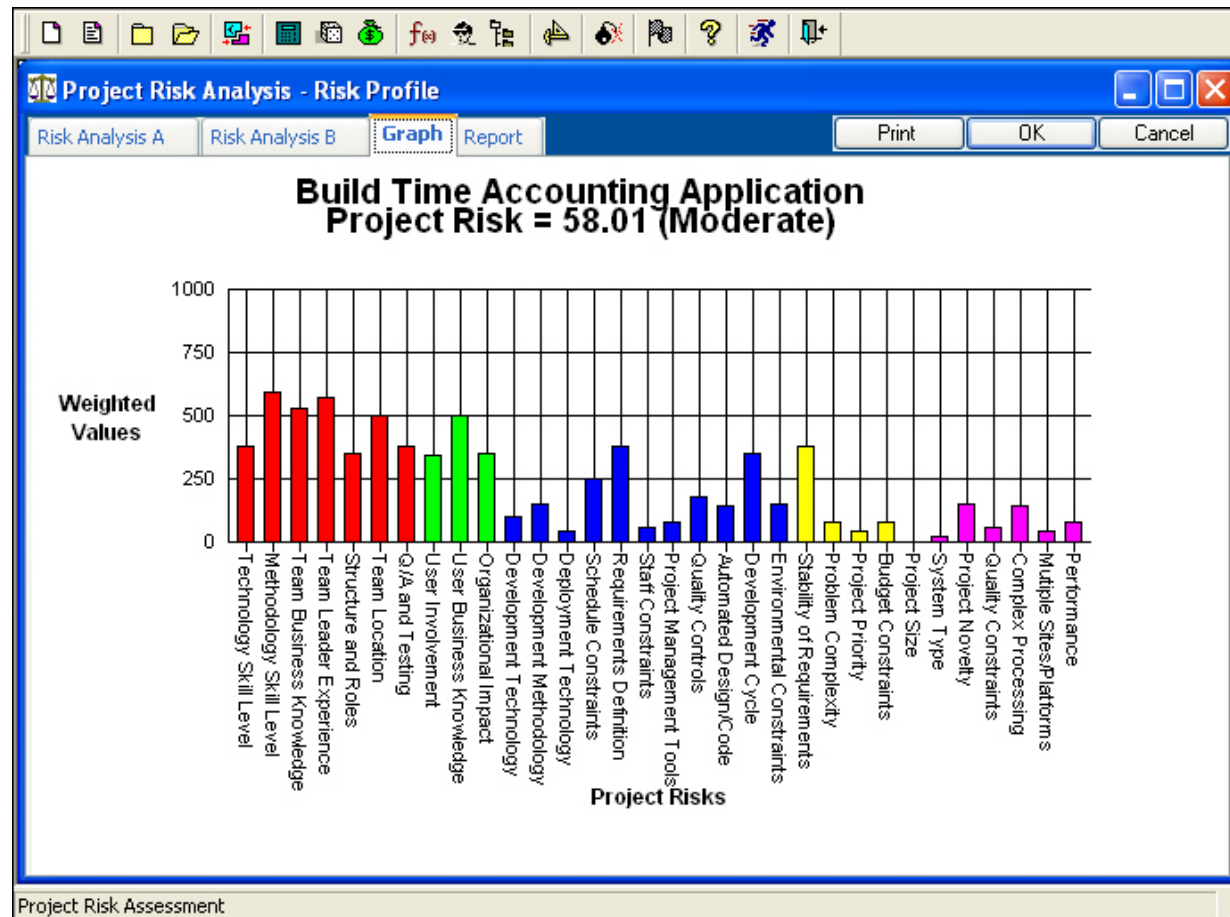 Project Risk Analysis - Risk Profile
Risk Analysis A
Risk Analysis B
Graph
Report
Print
OK
Cancel
Build Time Accounting Application
Project Risk = 58.01 (Moderate)
1000
750
500
250
0
Weighted
Values
Technology Skill Level
Methodology Skill Level
Team Business Knowledge
Team Leader Experience
Structure and Roles
Team Location
Q/A and Testing
User Involvement
User Business Knowledge
Organizational Impact
Development Technology
Development Methodology
Deployment Technology
Schedule Constraints
Requirements Definition
Staff Constraints
Project Management Tools
Quality Controls
Automated Design/Code
Development Cycle
Environmental Constraints
Stability of Requirements
Problem Complexity
Project Priority
Budget Constraints
Project Size
System Type
Project Novelty
Quality Constraints
Complex Processing
Mutiple Sites/Platforms
Performance
Project Risks
Project Risk Assessment